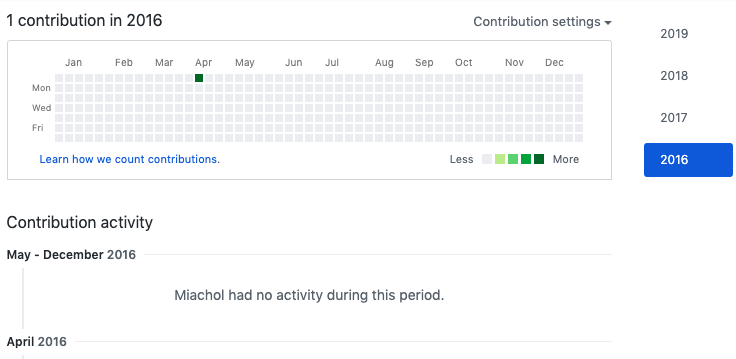 1 contribution in 2016
Contribution settings
Jan Feb Mar Apr May Jun Jul Aug Sep Oct Nov Dec
Mon
Wed
Fri
Learn how we count contributions.
Less More
2019
2018
2017
2016
Contribution activity
May - December 2016
Miachol had no activity during this period.
April 2016